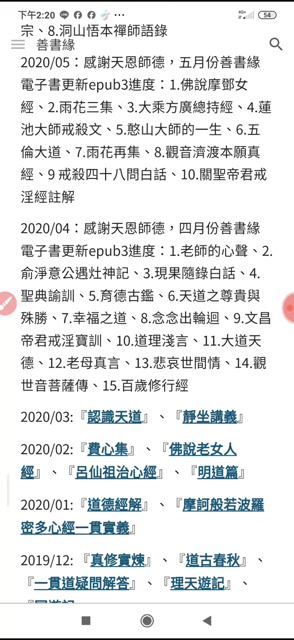 下午2:20
54
宗、8.洞山悟本禪師語錄
善書緣
2020/05：感謝天恩師德，五月份善書緣
電子書更新epub3進度：1.佛說摩鄧女
經、2.雨花三集、3.大乘方廣總持經、4.蓮
池大師戒殺文、5.憨山大師的一生、6.五
倫大道、7.雨花再集、8.觀音濟渡本願真
經、9 戒殺四十八問白話、10.關聖帝君戒
淫經註解
2020/04：感謝天恩師德，四月份善書緣
電子書更新epub3進度：1.老師的心聲、2.
俞淨意公遇灶神記、3.現果隨錄白話、4.
聖典諭訓、5.育德古鑑、6.天道之尊貴與
殊勝、7.幸福之道、8.念念出輪迴、9.文昌
帝君戒淫寶訓、10.道理淺言、11.大道天
德、12.老母真言、13.悲哀世間情、14.觀
世音菩薩傳、15.百歲修行經
2020/03:『認識天道』、『靜坐講義』
2020/02:『費心集』、『佛說老女人
經』、『呂仙祖治心經』、『明道篇』
2020/01:『道德經解』、『摩訶般若波羅
密多心經一貫實義』
2019/12: 『真修實煉』、『道古春秋』、
『一貫道疑問解答』、『理天遊記』、